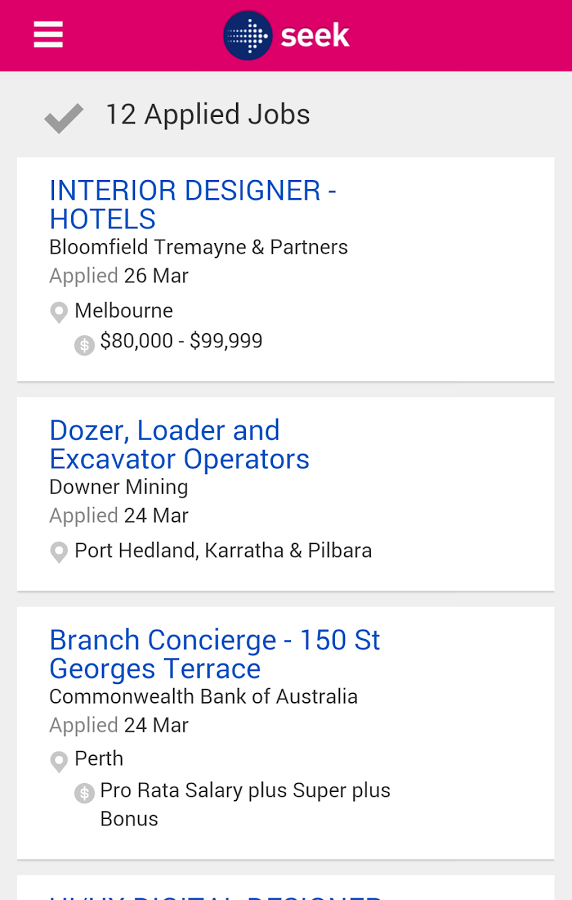 seek
12 Applied Jobs
INTERIOR DESIGNER -
HOTELS
Bloomfield Tremayne & Partners
Applied 26 Mar
Melbourne
$ $80,000 - $99,999
Dozer, Loader and
Excavator Operators
Downer Mining
Applied 24 Mar
Port Hedland, Karratha & Pilbara
Branch Concierge - 150 St
Georges Terrace
Commonwealth Bank of Australia
Applied 24 Mar
Perth
$ Pro Rata Salary plus Super plus
Bonus
DIGITAL DESIGNER